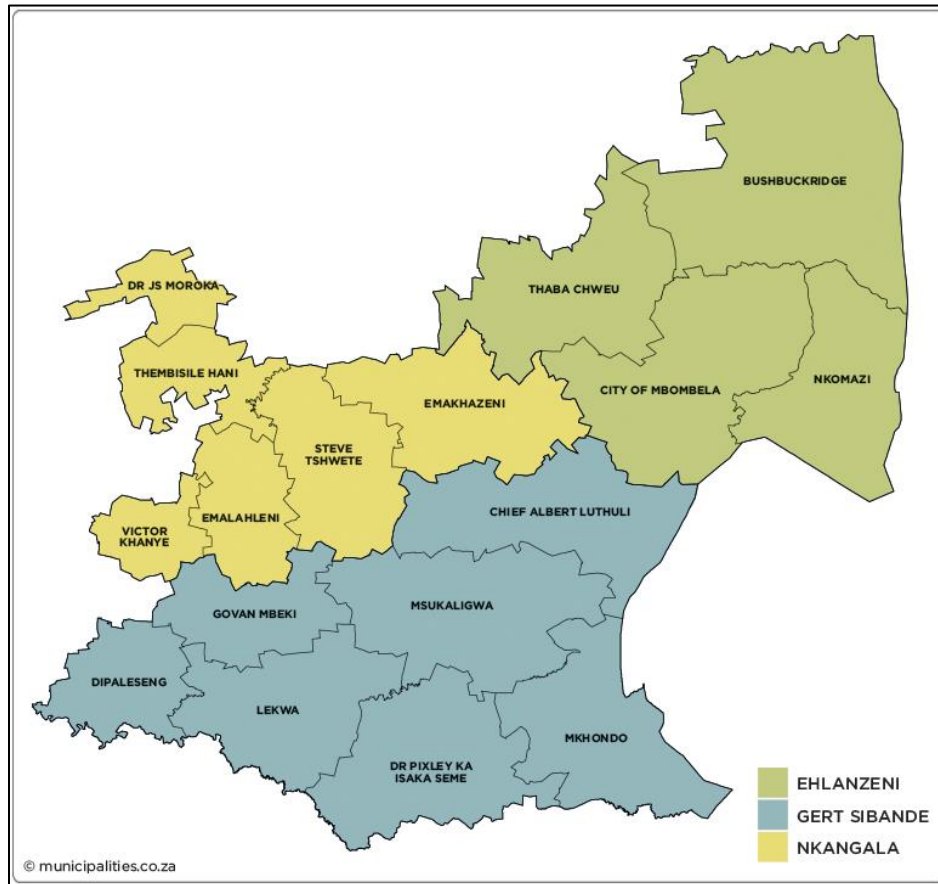 BUSHBUCKRIDGE
DR JS MOROKA
THABA CHWEU
THEMBISILE HANI
NKOMAZI
CITY OF MBOMBELA
EMAKHAZENI
STEVE
TSHWETE
CHIEF ALBERT LUTHULI
EMALAHLENI
VICTOR
KHANYE
MSUKALIGWA
GOVAN MBEKI
DIPALESENG
LEKWA
MKHONDO
DR PIXLEY KA
ISAKA SEME
EHLANZENI
GERT SIBANDE
NKANGALA
© municipalities.co.za